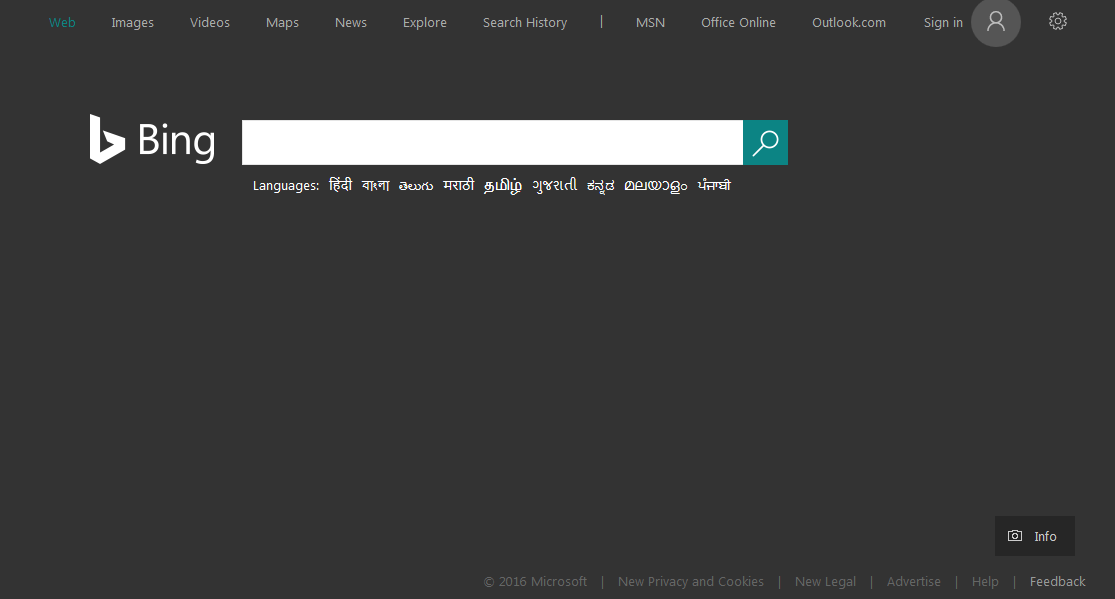 Web Images Videos Maps News Explore Search History | MSN Office Online Outlook.com Sign in
Bing
Languages: हिंदी বাংলা తెలుగు मराठी தமிழ் ગુજરાતી ಕನ್ನಡ മലയാളം ਪੰਜਾਬੀ
Info
© 2016 Microsoft | New Privacy and Cookies | New Legal | Advertise | Help | Feedback